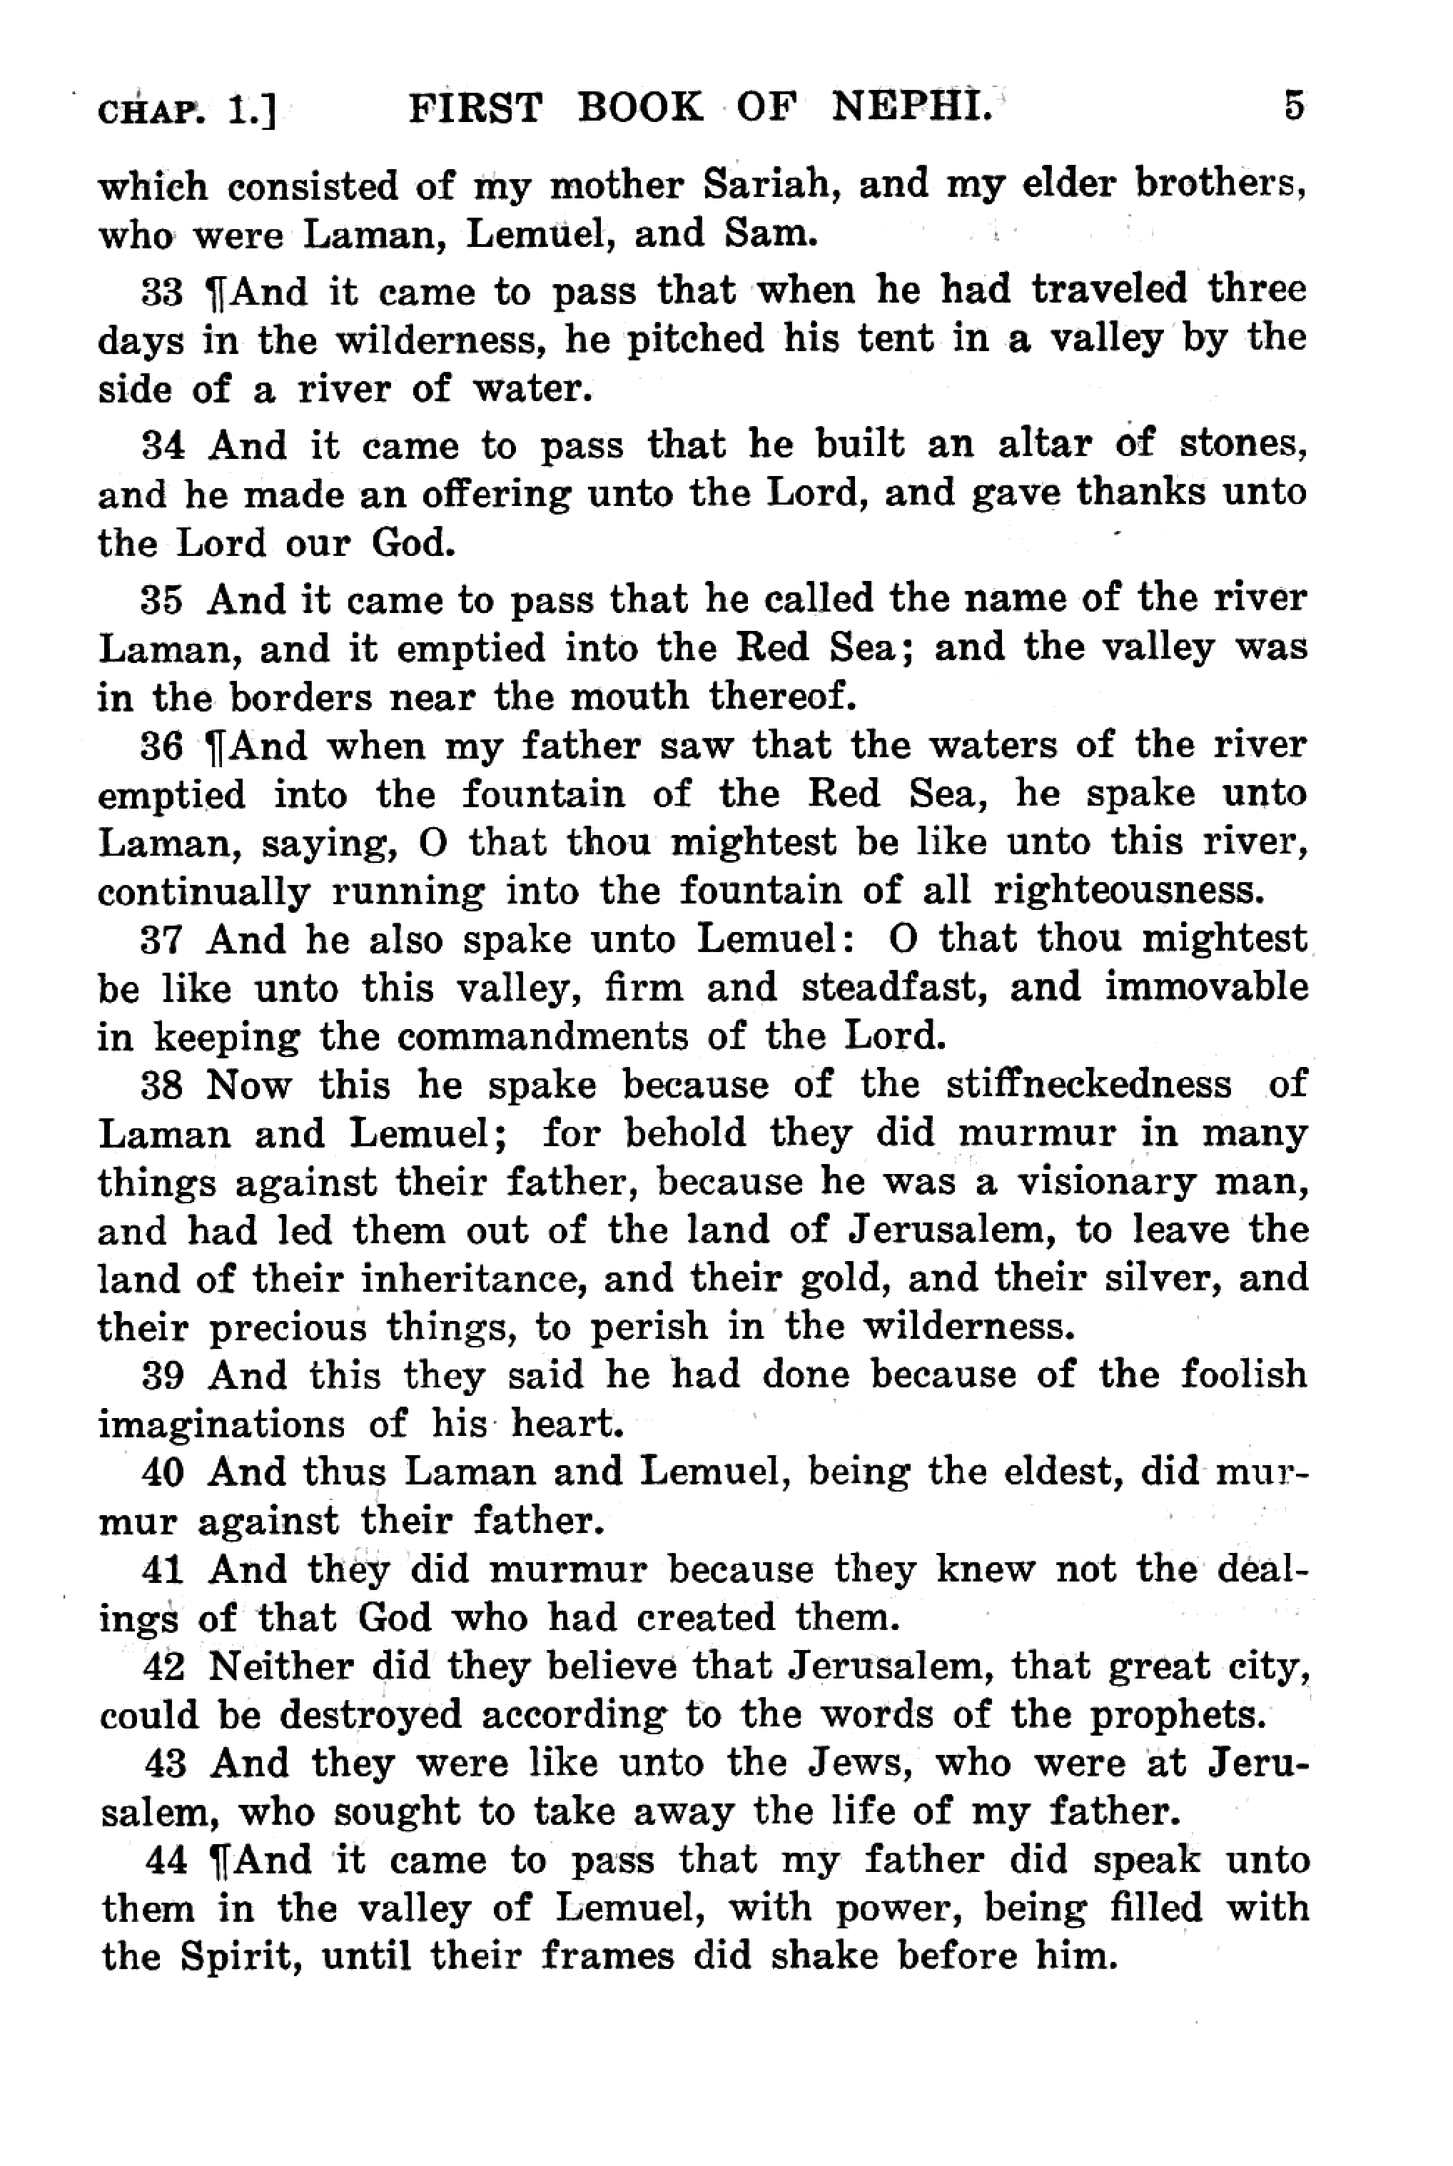 CHAP. 1.] FIRST BOOK OF NEPHI. 5
which consisted of my mother Sariah, and my elder brothers,
who were Laman, Lemuel, and Sam.
33 ¶And it came to pass that when he had traveled three
days in the wilderness, he pitched his tent in a valley by the
side of a river of water.
34 And it came to pass that he built an altar of stones,
and he made an offering unto the Lord, and gave thanks unto
the Lord our God.
35 And it came to pass that he called the name of the river
Laman, and it emptied into the Red Sea; and the valley was
in the borders near the mouth thereof.
36 ¶And when my father saw that the waters of the river
emptied into the fountain of the Red Sea, he spake unto
Laman, saying, O that thou mightest be like unto this river,
continually running into the fountain of all righteousness.
37 And he also spake unto Lemuel: O that thou mightest
be like unto this valley, firm and steadfast, and immovable
in keeping the commandments of the Lord.
38 Now this he spake because of the stiffneckedness of
Laman and Lemuel; for behold they did murmur in many
things against their father, because he was a visionary man,
and had led them out of the land of Jerusalem, to leave the
land of their inheritance, and their gold, and their silver, and
their precious things, to perish in the wilderness.
39 And this they said he had done because of the foolish
imaginations of his heart.
40 And thus Laman and Lemuel, being the eldest, did mur-
mur against their father.
41 And they did murmur because they knew not the deal-
ings of that God who had created them.
42 Neither did they believe that Jerusalem, that great city,
could be destroyed according to the words of the prophets.
43 And they were like unto the Jews, who were at Jeru-
salem, who sought to take away the life of my father.
44 ¶And it came to pass that my father did speak unto
them in the valley of Lemuel, with power, being filled with
the Spirit, until their frames did shake before him.